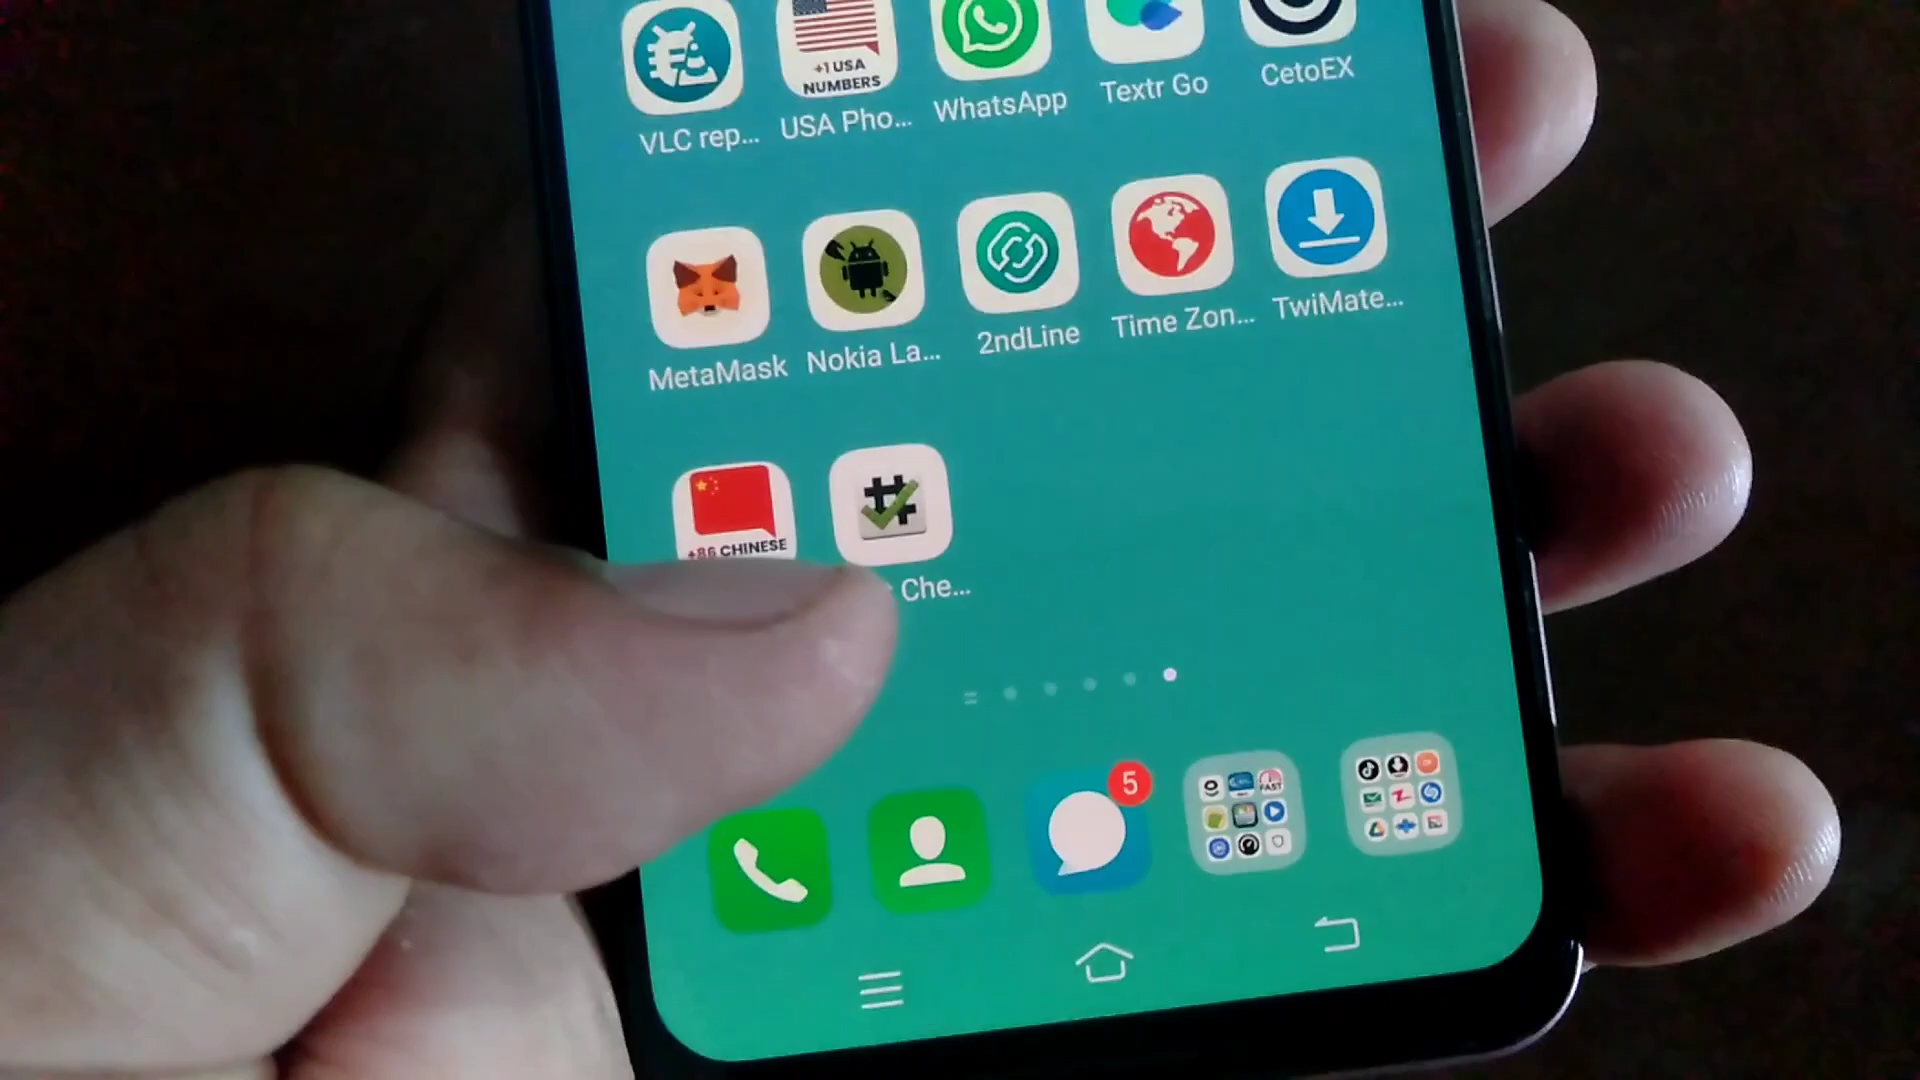 +1 USA
NUMBERS
VLC rep...
USA Pho...
WhatsApp
Textr Go
CetoEX
MetaMask
Nokia La...
2ndLine
Time Zon...
TwiMate...
+86 CHINESE
Che...
5
FAST